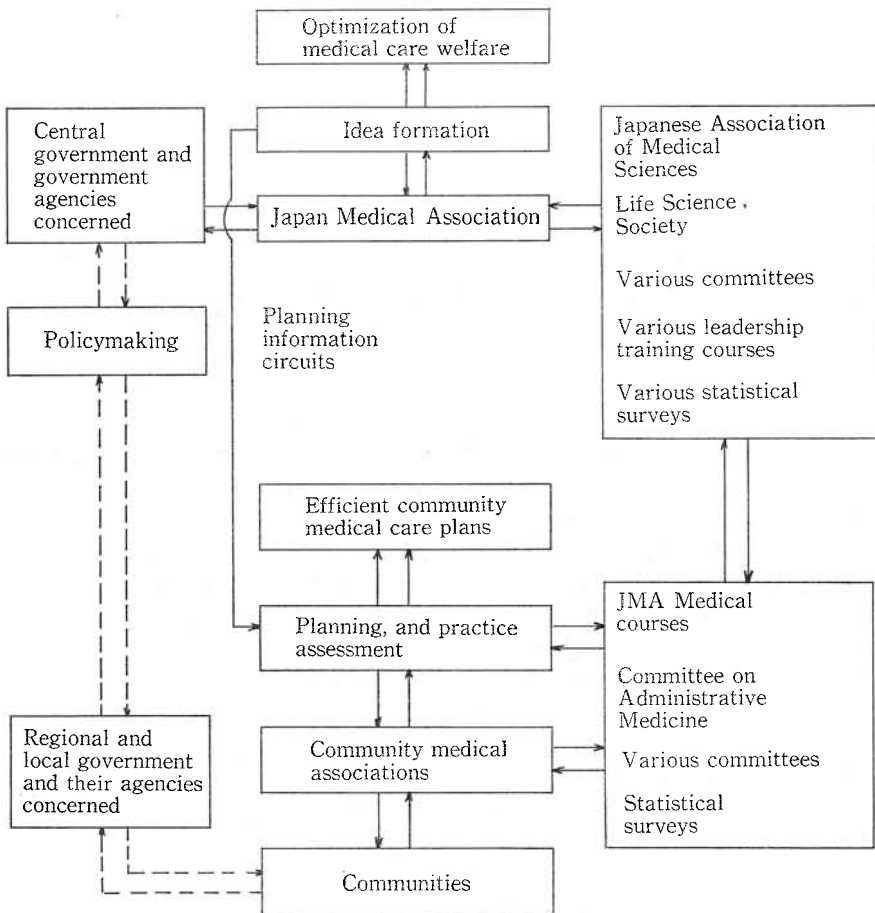 Optimization of
medical care welfare
Idea formation
Japan Medical Association
Central
government and
government
agencies
concerned
Policymaking
Regional and
local government
and their agencies
concerned
Planning
information
circuits
Efficient community
medical care plans
Planning, and practice
assessment
Community medical
associations
Communities
Japanese Association
of Medical
Sciences
Life Science
Society
Various committees
Various leadership
training courses
Various statistical
surveys
JMA Medical
courses
Committee on
Administrative
Medicine
Various committees
Statistical
surveys